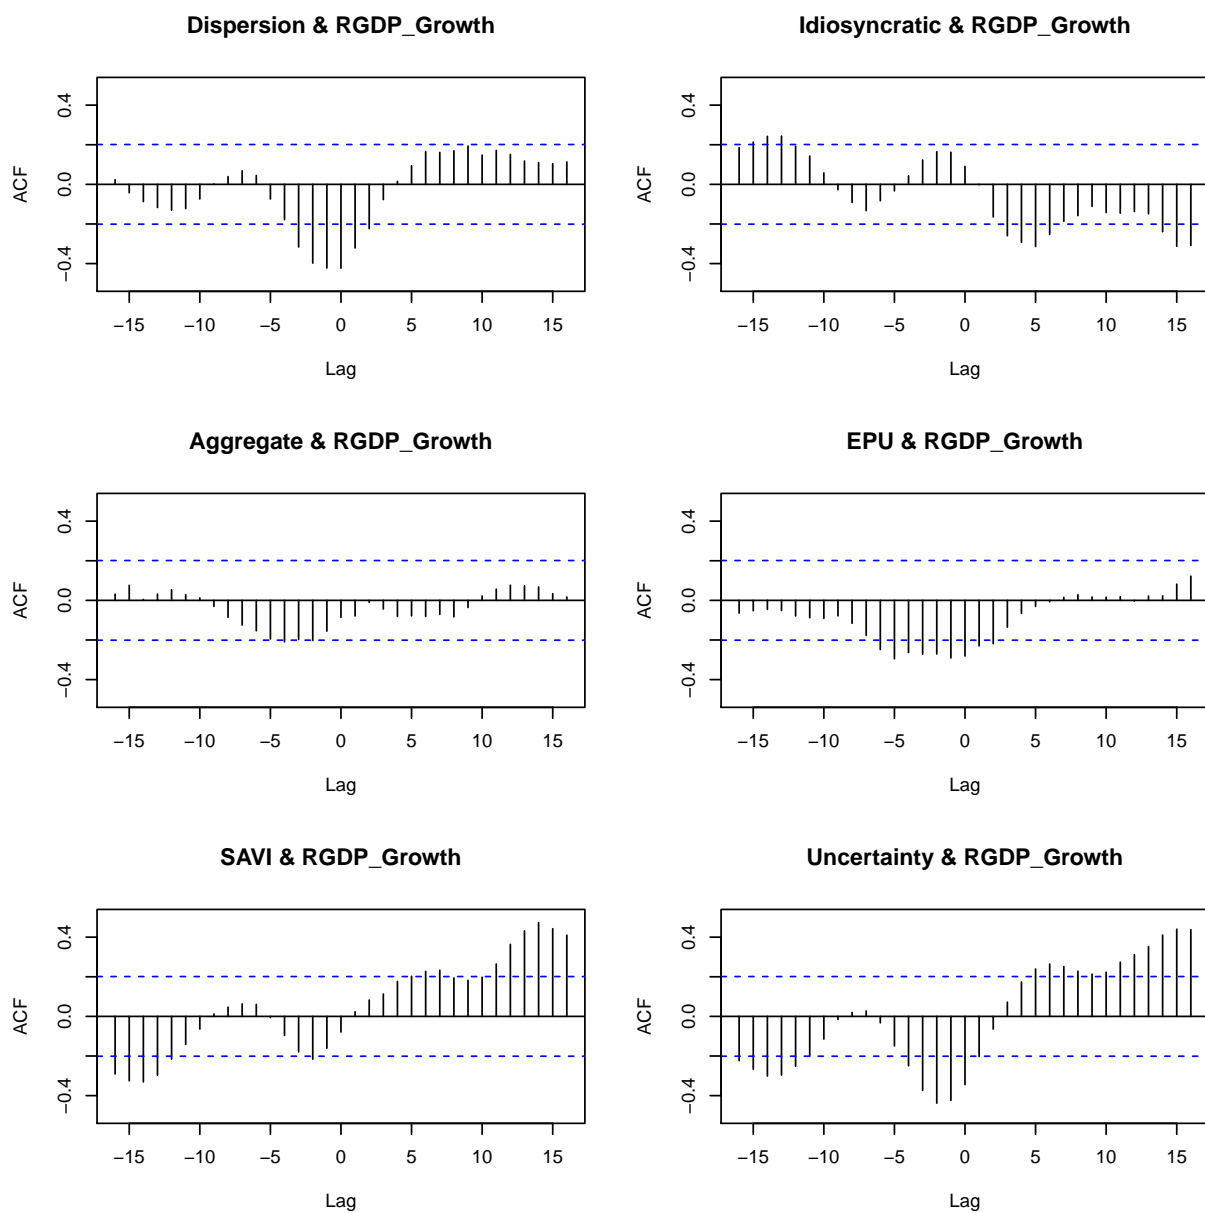 Dispersion & RGDP_Growth
ACF
0.4
0.0
−0.4
−15 −10 −5 0 5 10 15
Lag
Idiosyncratic & RGDP_Growth
ACF
0.4
0.0
−0.4
−15 −10 −5 0 5 10 15
Lag
Aggregate & RGDP_Growth
ACF
0.4
0.0
−0.4
−15 −10 −5 0 5 10 15
Lag
EPU & RGDP_Growth
ACF
0.4
0.0
−0.4
−15 −10 −5 0 5 10 15
Lag
SAVI & RGDP_Growth
ACF
0.4
0.0
−0.4
−15 −10 −5 0 5 10 15
Lag
Uncertainty & RGDP_Growth
ACF
0.4
0.0
−0.4
−15 −10 −5 0 5 10 15
Lag